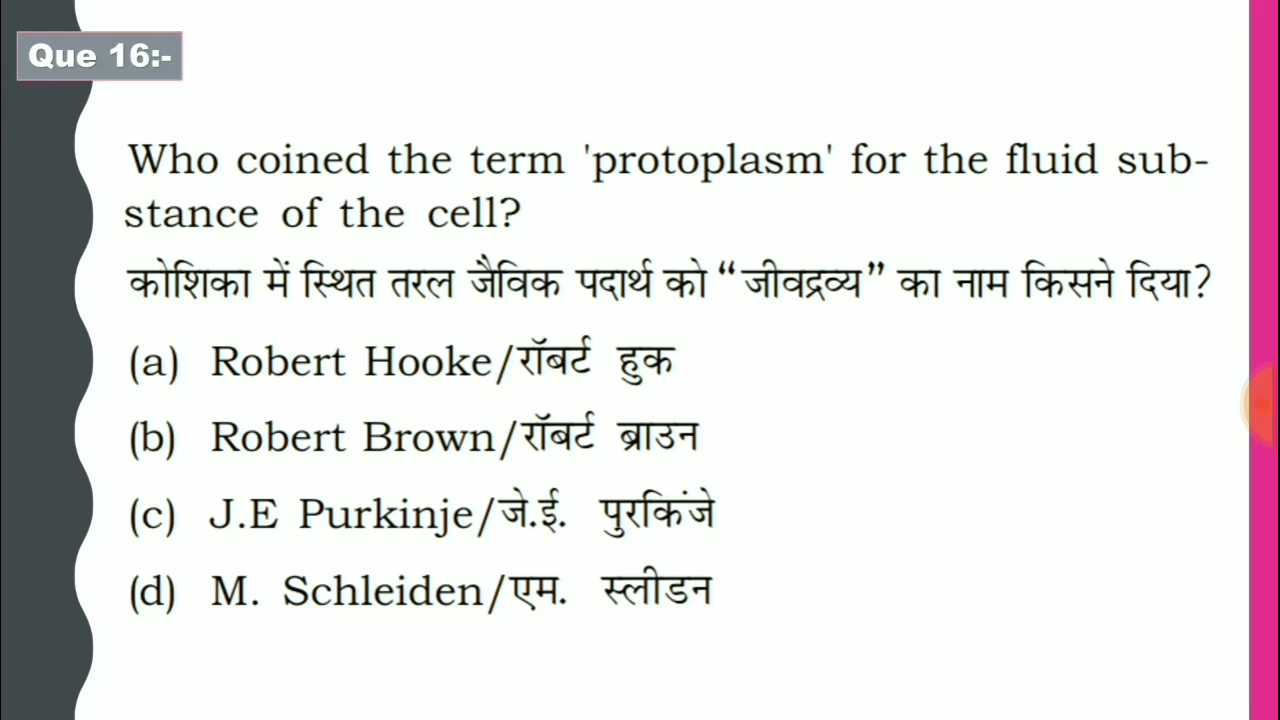 Que 16:-
Who coined the term 'protoplasm' for the fluid sub-
stance of the cell?
कोशिका में स्थित तरल जैविक पदार्थ को “जीवद्रव्य” का नाम किसने दिया?
(a) Robert Hooke/रॉबर्ट हुक
(b) Robert Brown/रॉबर्ट ब्राउन
(c) J.E Purkinje/जे.ई. पुरकिंजे
(d) M. Schleiden/एम. स्लीडन